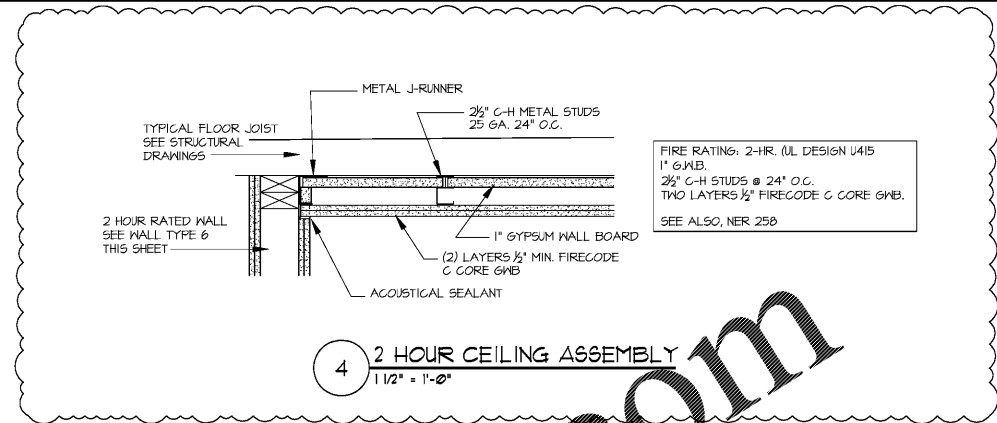 METAL J-RUNNER
2½" C-H METAL STUDS
25 GA. 24" O.C.
TYPICAL FLOOR JOIST
SEE STRUCTURAL
DRAWINGS
FIRE RATING: 2-HR. (UL DESIGN U415
1" G.W.B.
2½" C-H STUDS @ 24" O.C.
TWO LAYERS ½" FIRECODE C CORE GWB.
SEE ALSO, NER 258
2 HOUR RATED WALL
SEE WALL TYPE 6
THIS SHEET
1" GYPSUM WALL BOARD
(2) LAYERS ½" MIN. FIRECODE
C CORE GWB
ACOUSTICAL SEALANT
4
2 HOUR CEILING ASSEMBLY
1 1/2" = 1'-0"
com